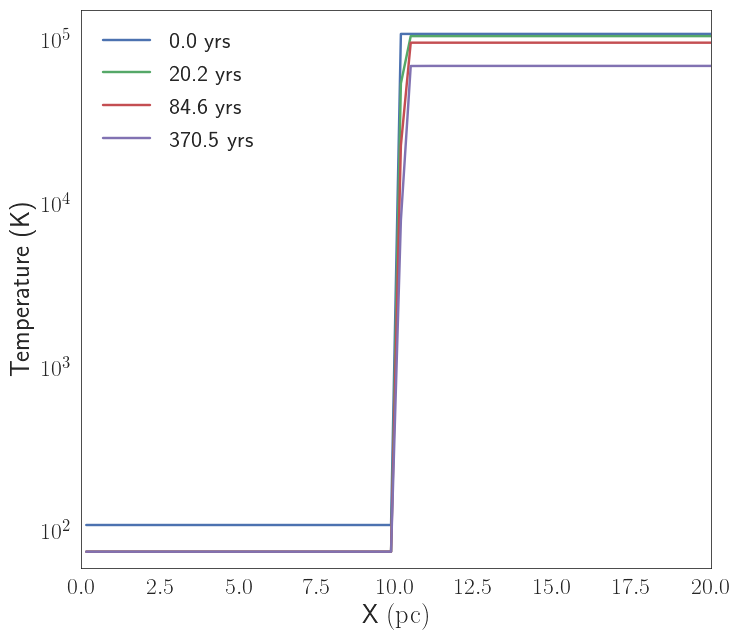 10^5
10^4
10^3
10^2
Temperature (K)
0.0 yrs
20.2 yrs
84.6 yrs
370.5 yrs
0.0 2.5 5.0 7.5 10.0 12.5 15.0 17.5 20.0
X (pc)